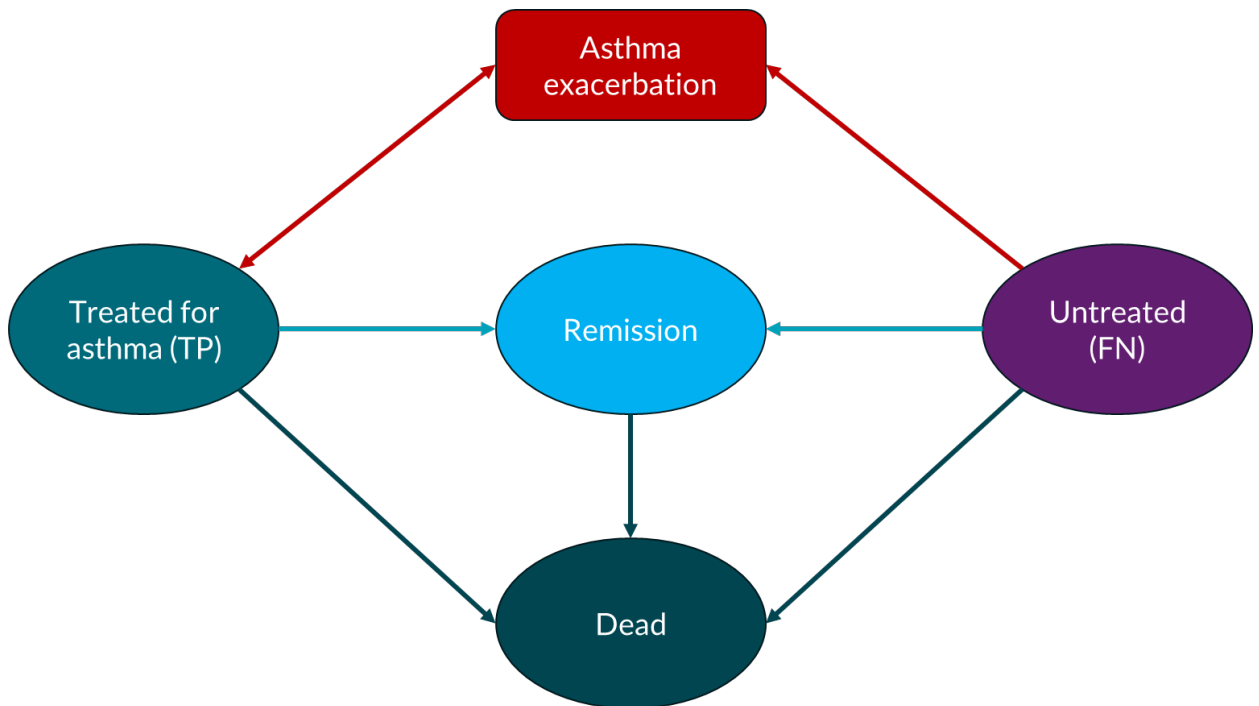 Asthma
exacerbation
Treated for
asthma (TP)
Remission
Untreated
(FN)
Dead